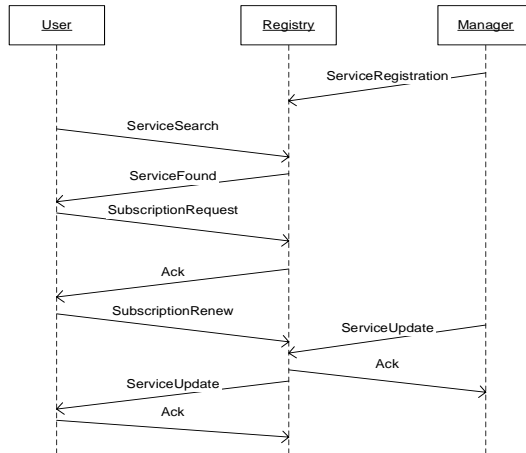 User
Registry
Manager
ServiceRegistration
ServiceSearch
ServiceFound
SubscriptionRequest
Ack
SubscriptionRenew
ServiceUpdate
Ack
ServiceUpdate
Ack